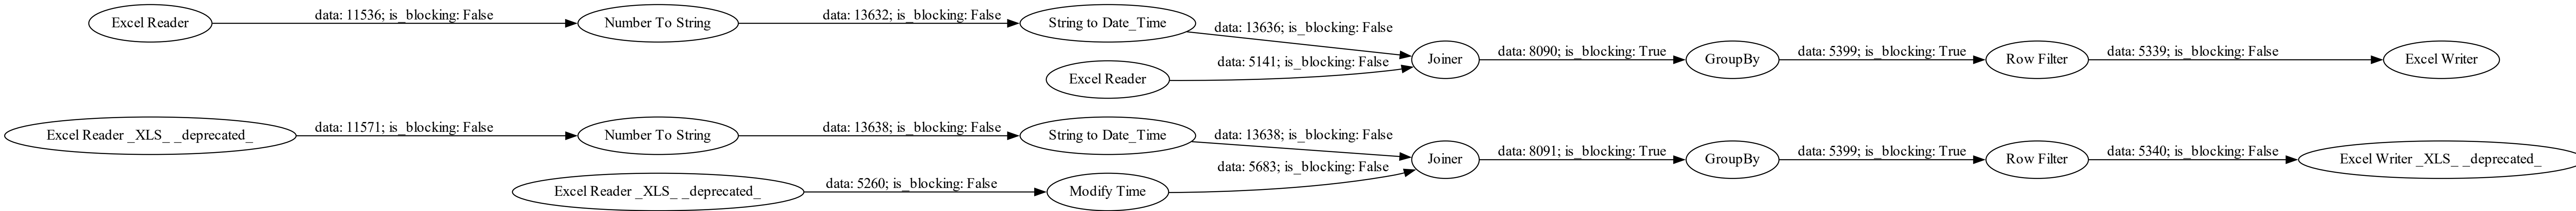 Excel Reader
data: 11536; is_blocking: False
Number To String
data: 13632; is_blocking: False
String to Date_Time
data: 13636; is_blocking: False
Excel Reader
data: 5141; is_blocking: False
Joiner
data: 8090; is_blocking: True
GroupBy
data: 5399; is_blocking: True
Row Filter
data: 5339; is_blocking: False
Excel Writer
Excel Reader _XLS_ _deprecated_
data: 11571; is_blocking: False
Number To String
data: 13638; is_blocking: False
String to Date_Time
data: 13638; is_blocking: False
Excel Reader _XLS_ _deprecated_
data: 5260; is_blocking: False
Modify Time
data: 5683; is_blocking: False
Joiner
data: 8091; is_blocking: True
GroupBy
data: 5399; is_blocking: True
Row Filter
data: 5340; is_blocking: False
Excel Writer _XLS_ _deprecated_